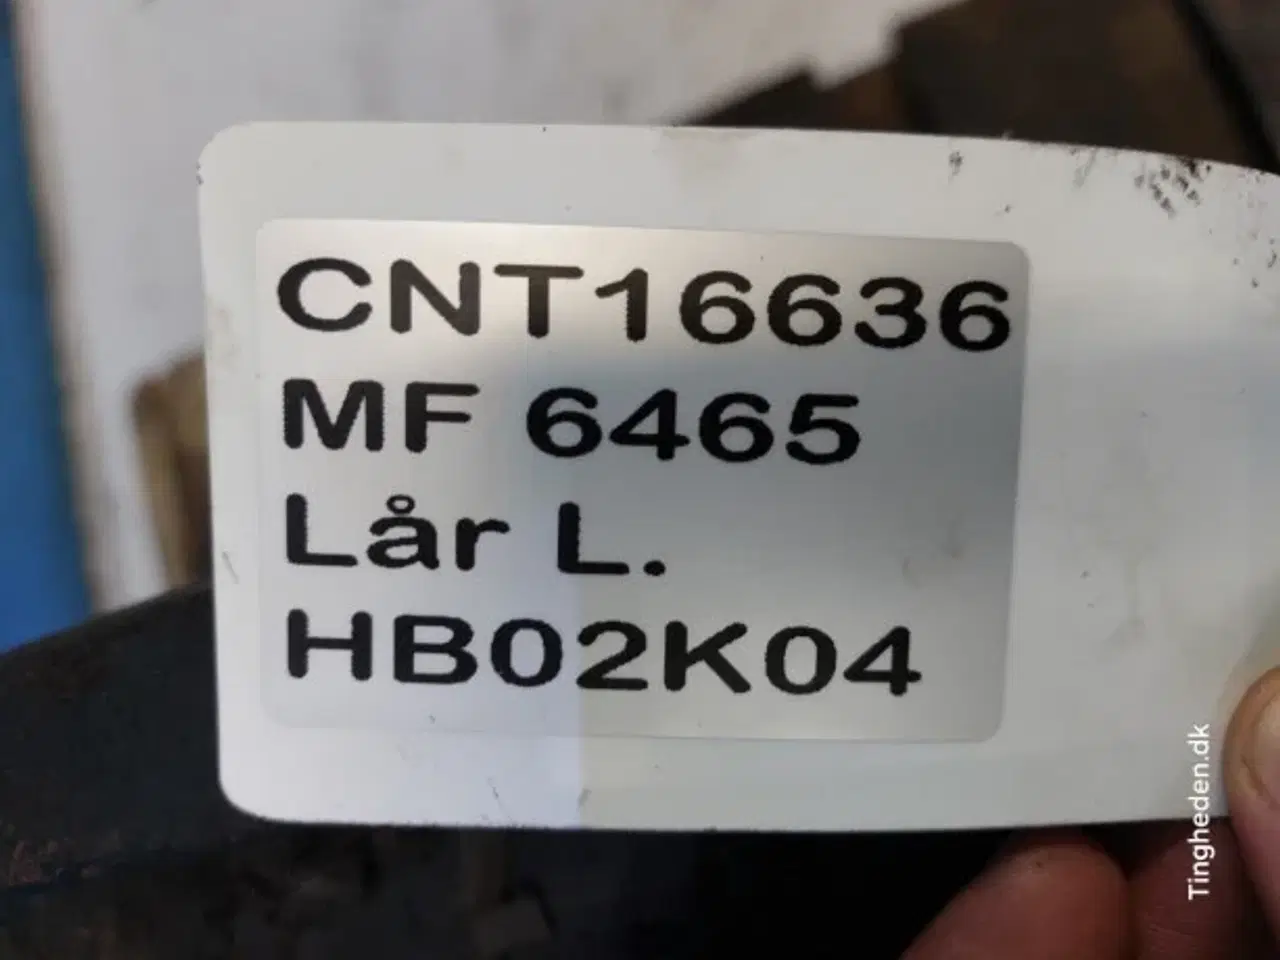 CNT16636
MF 6465
Lår L.
HB02K04
Tingheden.dk